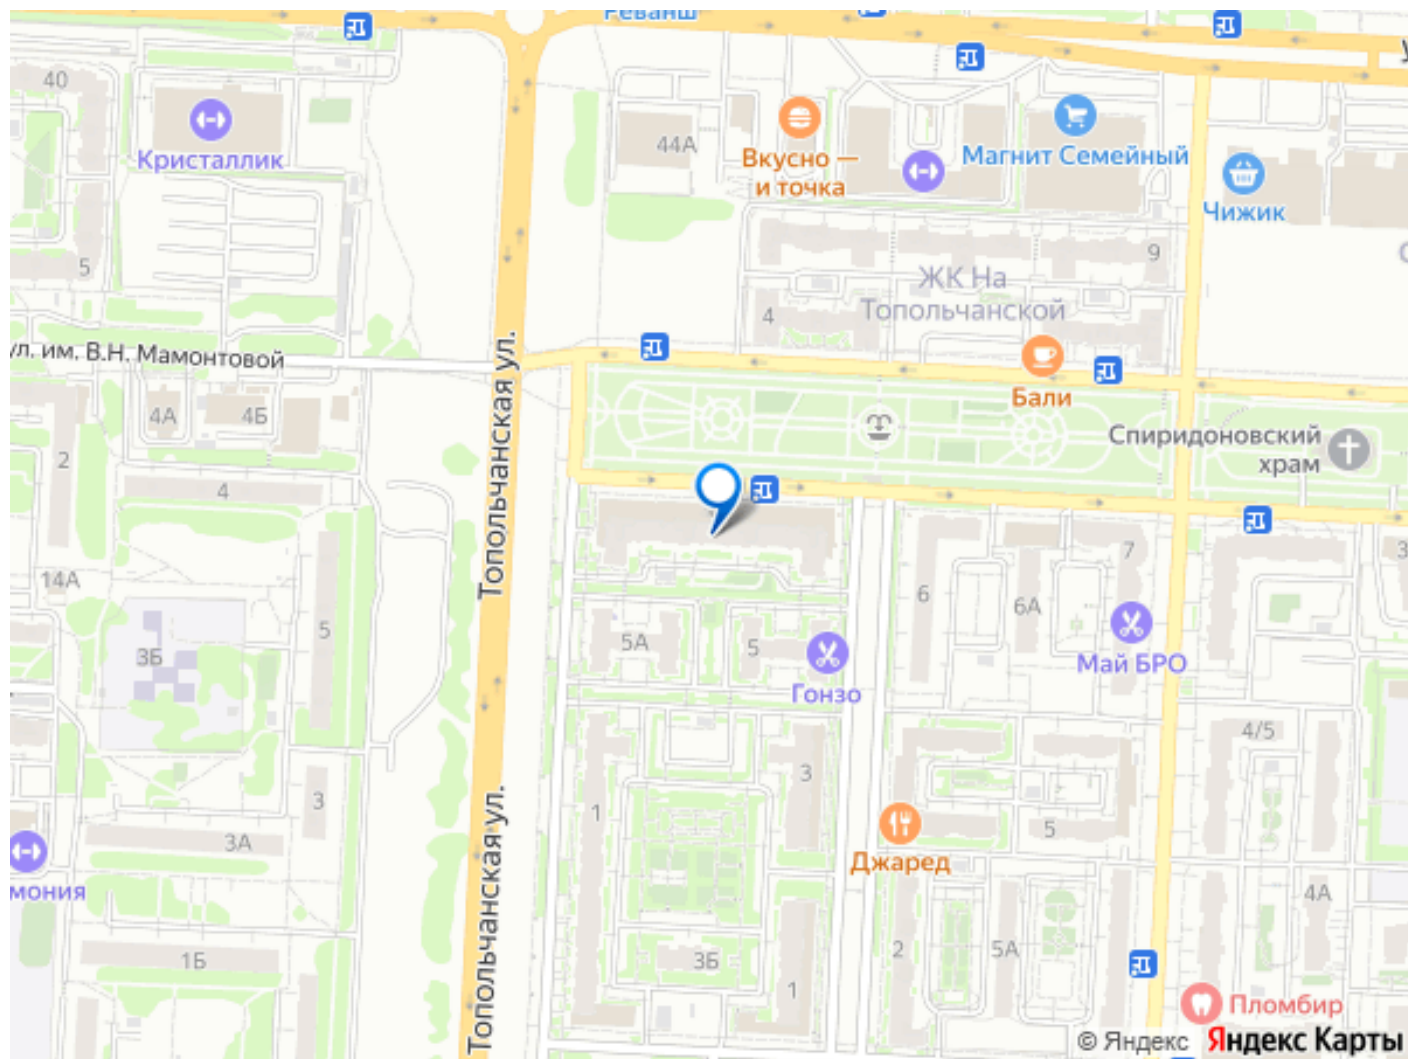 Реванш
40
44А
Кристаллик
Вкусно —
и точка
Магнит Семейный
Чижик
5
9
ЖК На
Топольчанской
4
ул. им. В.Н. Мамонтовой
Топольчанская ул.
Бали
4А
4Б
Спиридоновский
храм
2
4
14А
5
3Б
5А
5
Гонзо
6
6А
7
3
Май БРО
4/5
3
1
3
3А
5
Джаред
мония
4А
Топольчанская ул.
1Б
3Б
1
2
5А
Пломбир
© Яндекс Яндекс Карты